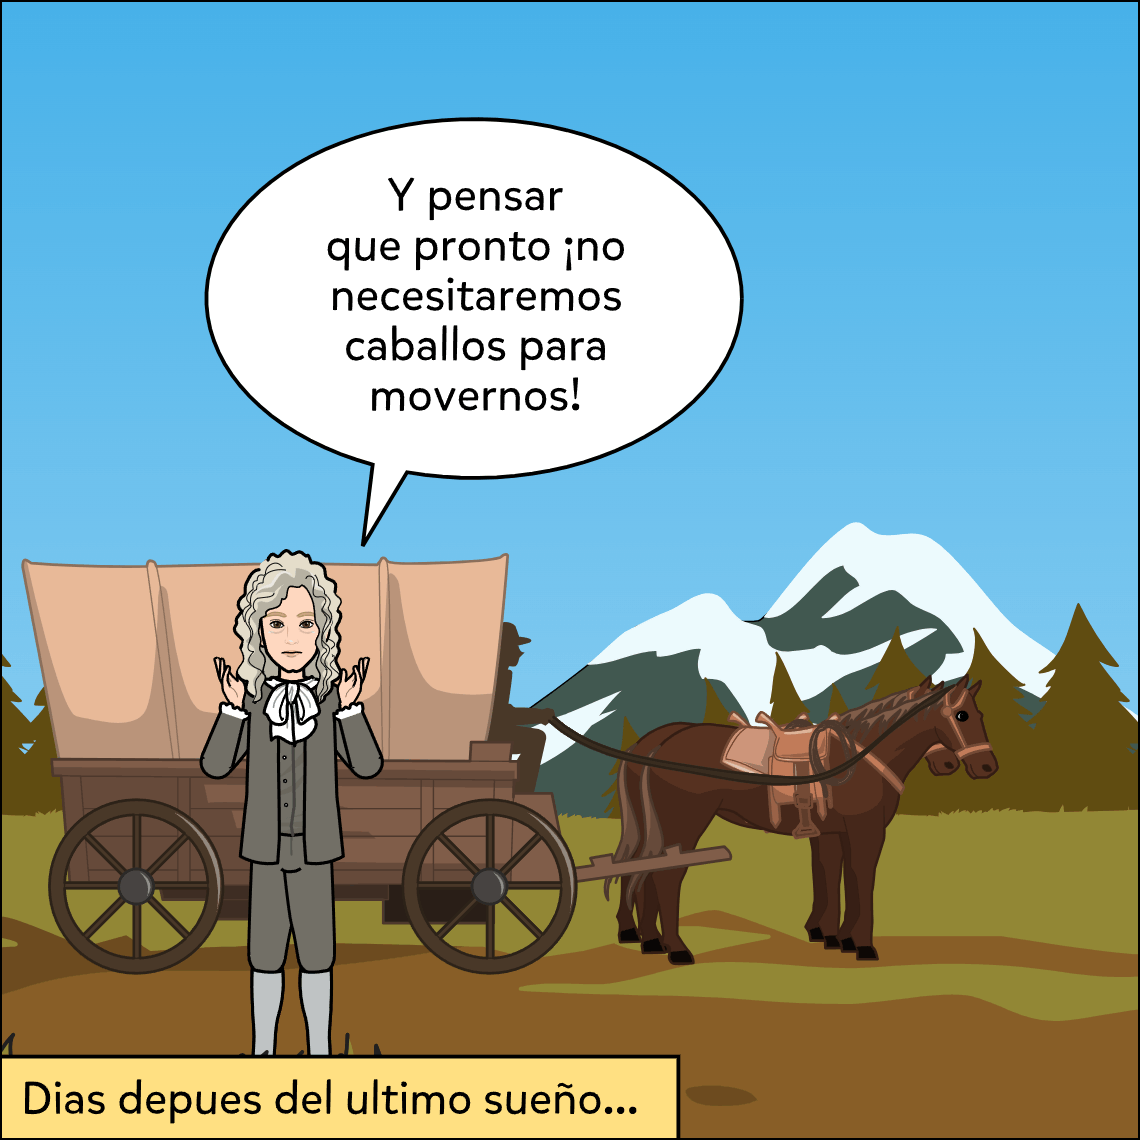 Y pensar
que pronto ¡no
necesitaremos
caballos para
movernos!
Dias depues del ultimo sueño...